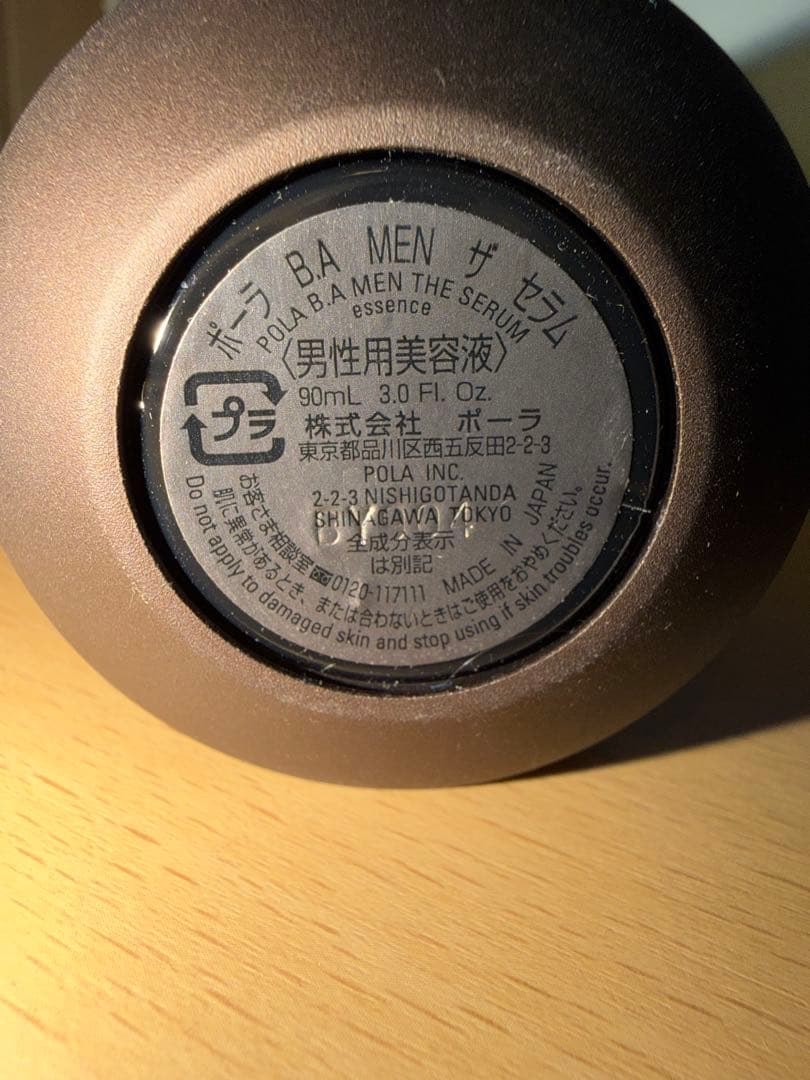 ポーラ B.A MEN ザ セラム
POLA B.A MEN THE SERUM
essence
〈男性用美容液〉
プラ
90mL 3.0 Fl. Oz.
株式会社 ポーラ
東京都品川区西五反田2-2-3
POLA INC.
2-2-3 NISHIGOTANDA
SHINAGAWA TOKYO
全成分表示
は別記
お客さま相談室 0120-117111 MADE IN JAPAN
肌に異常があるとき、または合わないときはご使用をおやめください。
Do not apply to damaged skin and stop using if skin troubles occur.